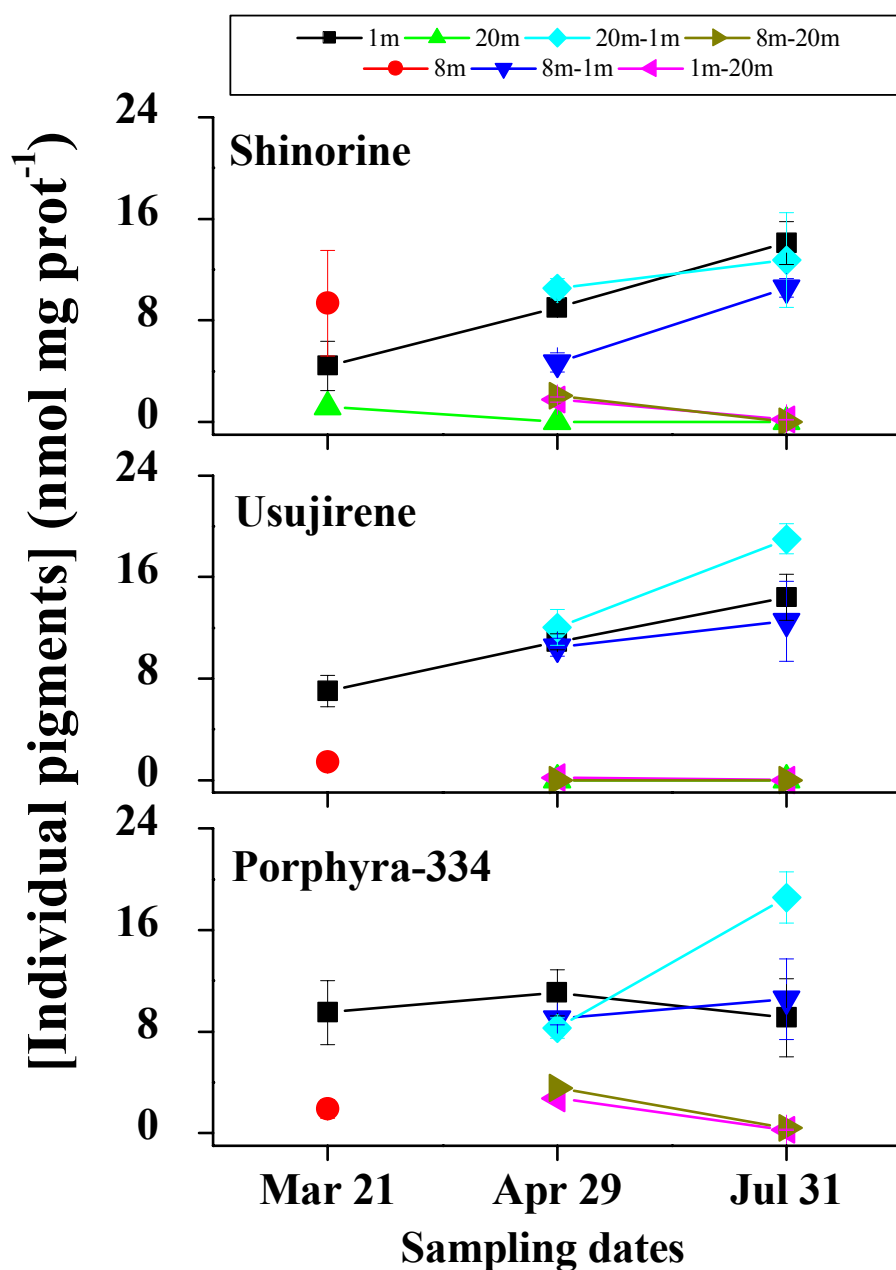 1m 20m 20m-1m 8m-20m
8m 8m-1m 1m-20m
[Individual pigments] (nmol mg prot⁻¹)
Shinorine
24
16
8
0
Usujirene
24
16
8
0
Porphyra-334
24
16
8
0
Mar 21 Apr 29 Jul 31
Sampling dates